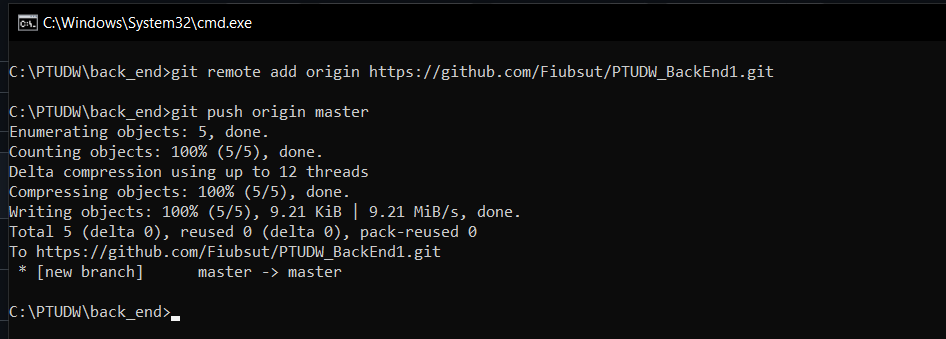 C:\Windows\System32\cmd.exe
C:\PTUDW\back_end>git remote add origin https://github.com/Fiubsut/PTUDW_BackEnd1.git
C:\PTUDW\back_end>git push origin master
Enumerating objects: 5, done.
Counting objects: 100% (5/5), done.
Delta compression using up to 12 threads
Compressing objects: 100% (5/5), done.
Writing objects: 100% (5/5), 9.21 KiB | 9.21 MiB/s, done.
Total 5 (delta 0), reused 0 (delta 0), pack-reused 0
To https://github.com/Fiubsut/PTUDW_BackEnd1.git
 * [new branch]      master -> master
C:\PTUDW\back_end>